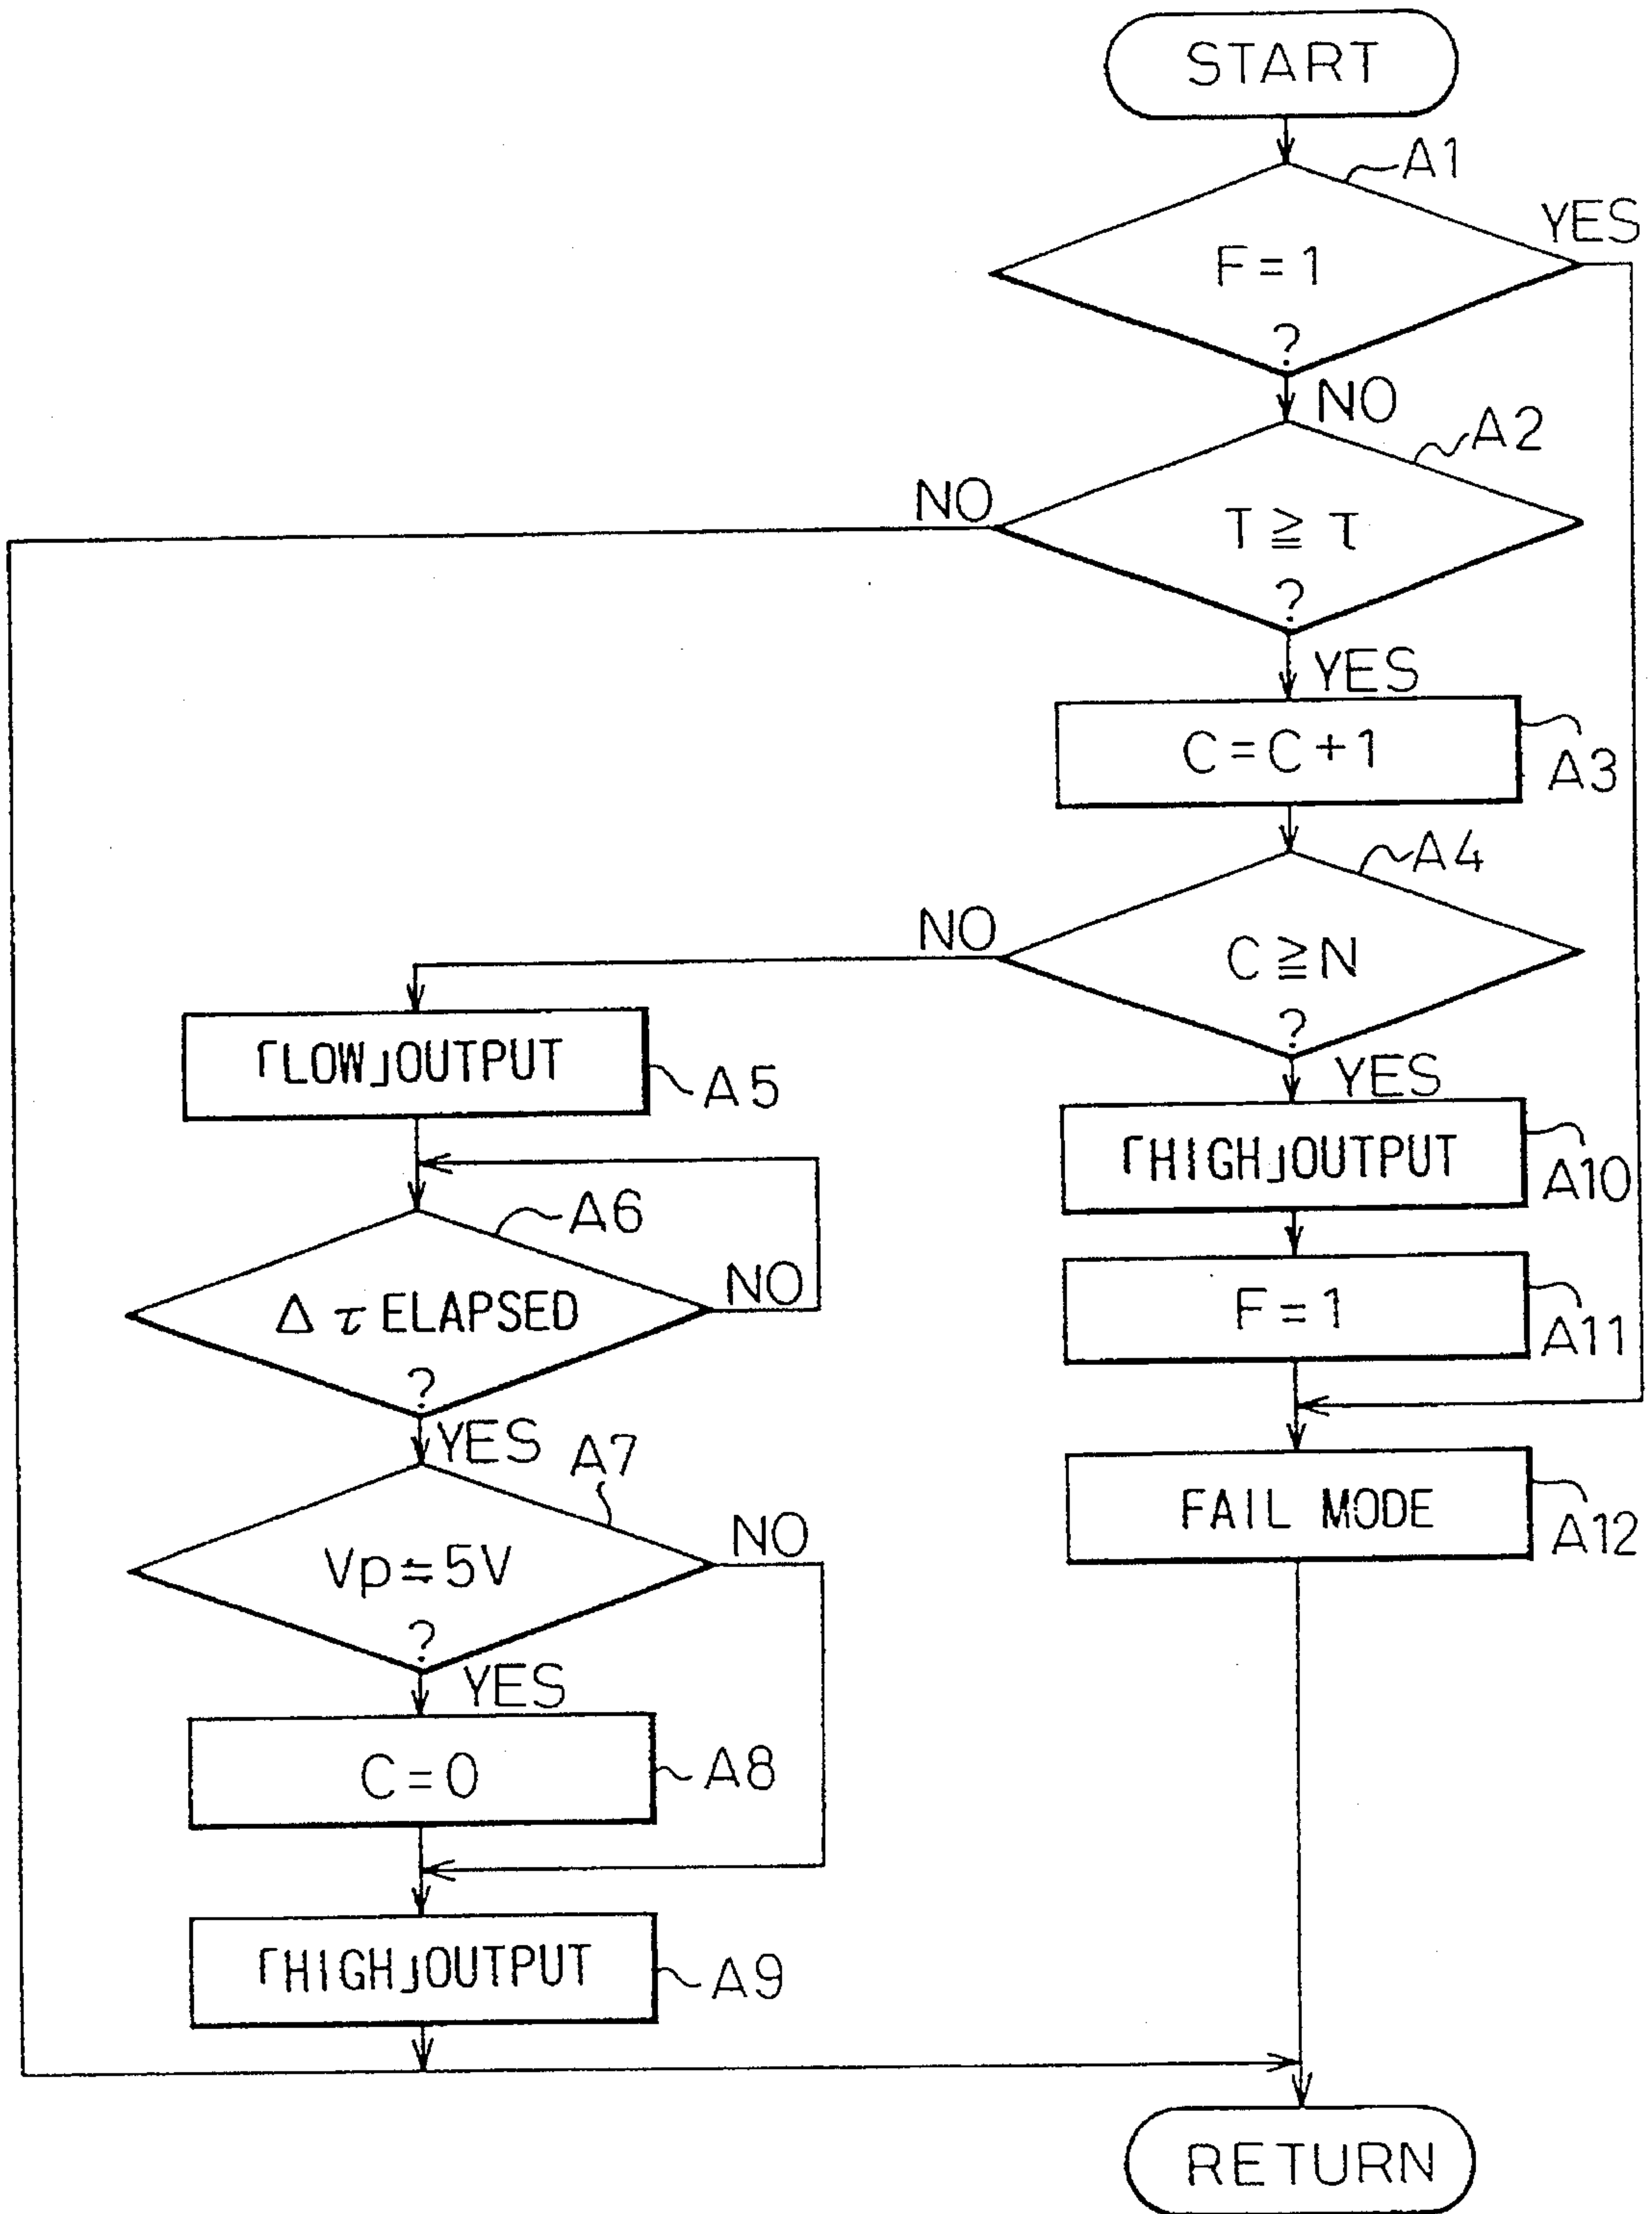 START
A1
YES
F=1
?
NO
A2
NO
T≧τ
?
YES
C=C+1
A3
A4
NO
C≧N
?
YES
「LOW」OUTPUT
A5
「HIGH」OUTPUT
A10
A6
NO
Δτ ELAPSED
?
F=1
A11
YES
A7
NO
FAIL MODE
A12
Vp≒5V
?
YES
C=0
A8
「HIGH」OUTPUT
A9
RETURN